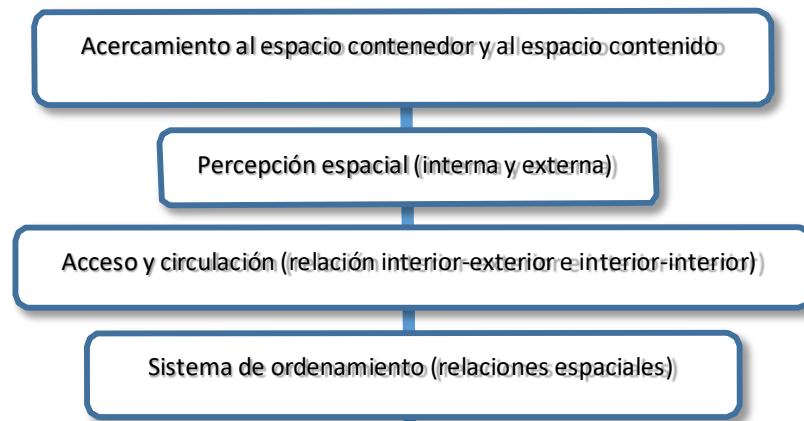 Acercamiento al espacio contenedor y al espacio contenido
Percepción espacial (interna y externa)
Acceso y circulación (relación interior-exterior e interior-interior)
Sistema de ordenamiento (relaciones espaciales)